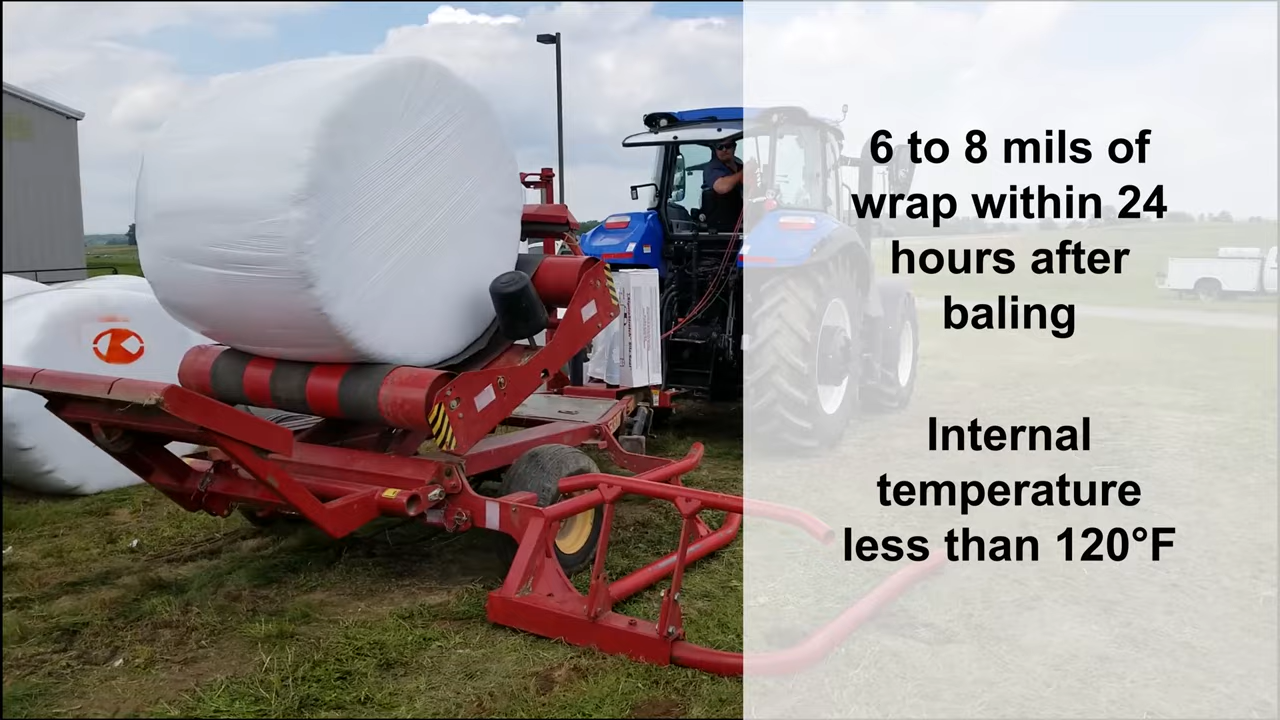 6 to 8 mils of
wrap within 24
hours after
baling
Internal
temperature
less than 120°F